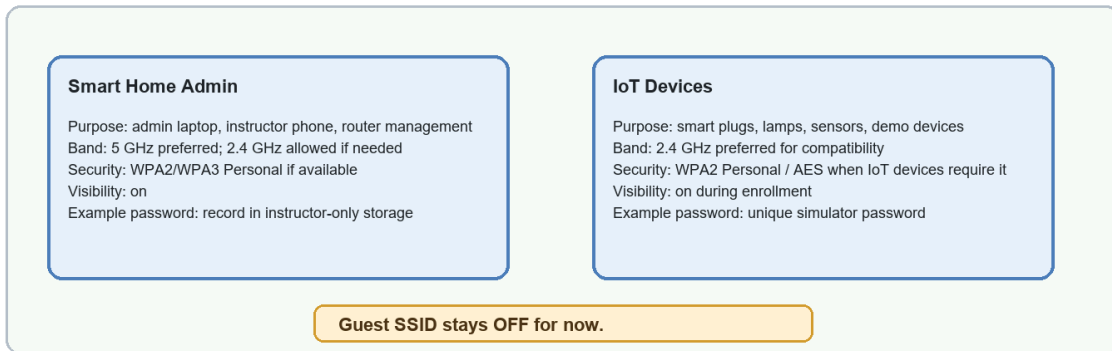 Smart Home Admin
Purpose: admin laptop, instructor phone, router management
Band: 5 GHz preferred; 2.4 GHz allowed if needed
Security: WPA2/WPA3 Personal if available
Visibility: on
Example password: record in instructor-only storage
IoT Devices
Purpose: smart plugs, lamps, sensors, demo devices
Band: 2.4 GHz preferred for compatibility
Security: WPA2 Personal / AES when IoT devices require it
Visibility: on during enrollment
Example password: unique simulator password
Guest SSID stays OFF for now.